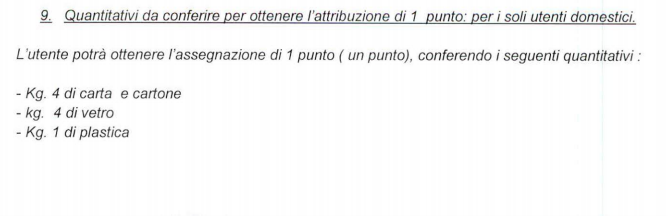 9. Quantitativi da conferire per ottenere l'attribuzione di 1 punto: per i soli utenti domestici.
L'utente potrà ottenere l'assegnazione di 1 punto ( un punto), conferendo i seguenti quantitativi :
- Kg. 4 di carta e cartone
- kg. 4 di vetro
- Kg. 1 di plastica